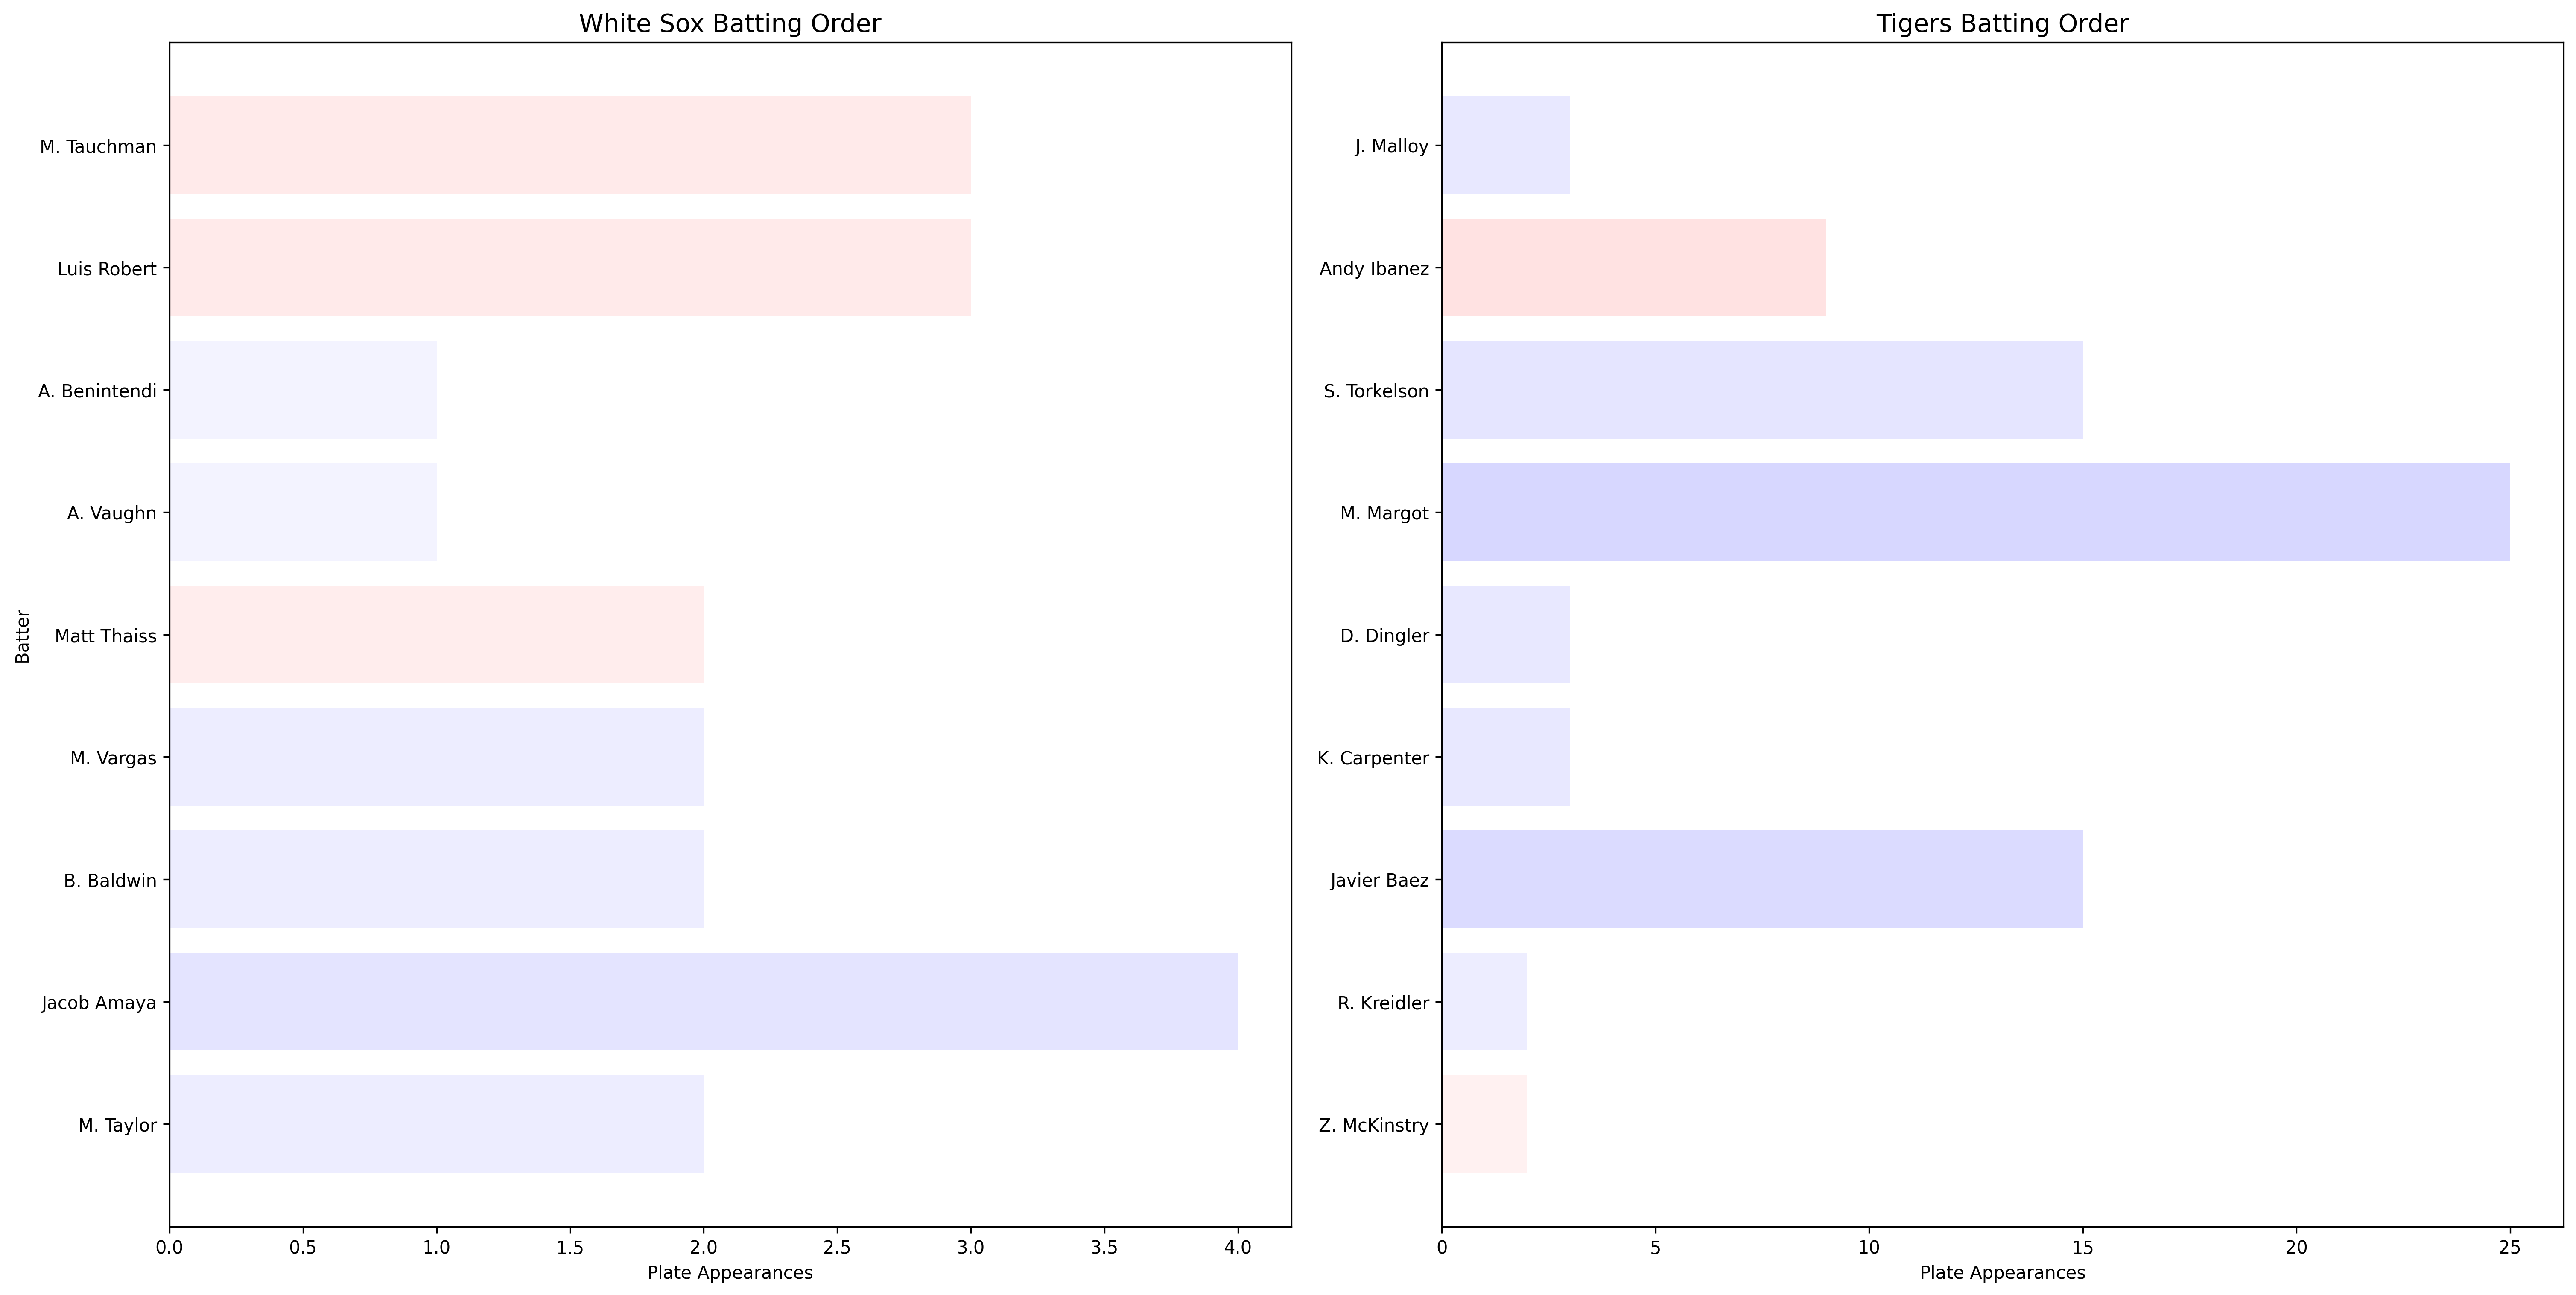 White Sox Batting Order
Batter
M. Tauchman
Luis Robert
A. Benintendi
A. Vaughn
Matt Thaiss
M. Vargas
B. Baldwin
Jacob Amaya
M. Taylor
0.0 0.5 1.0 1.5 2.0 2.5 3.0 3.5 4.0
Plate Appearances
Tigers Batting Order
J. Malloy
Andy Ibanez
S. Torkelson
M. Margot
D. Dingler
K. Carpenter
Javier Baez
R. Kreidler
Z. McKinstry
0 5 10 15 20 25
Plate Appearances